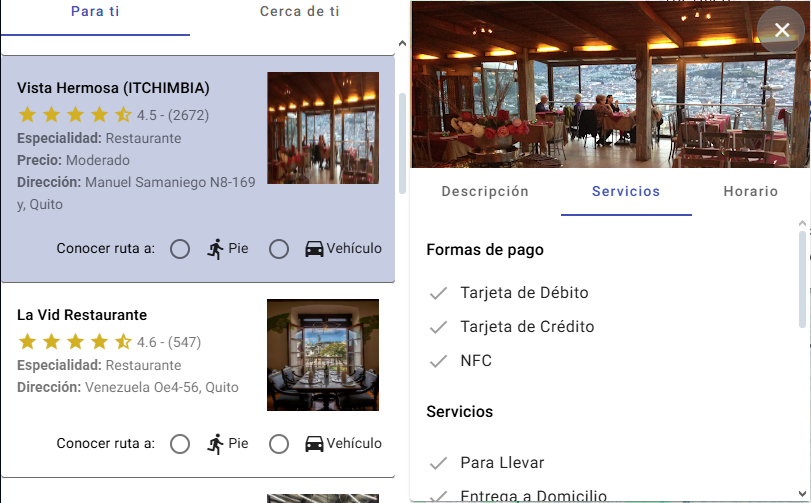 Para ti
Cerca de ti
Vista Hermosa (ITCHIMBIA)
4.5 - (2672)
Especialidad: Restaurante
Precio: Moderado
Dirección: Manuel Samaniego N8-169
y, Quito
Conocer ruta a: Pie Vehículo
La Vid Restaurante
4.6 - (547)
Especialidad: Restaurante
Dirección: Venezuela Oe4-56, Quito
Conocer ruta a: Pie Vehículo
Descripción Servicios Horario
Formas de pago
Tarjeta de Débito
Tarjeta de Crédito
NFC
Servicios
Para Llevar
Entrega a Domicilio